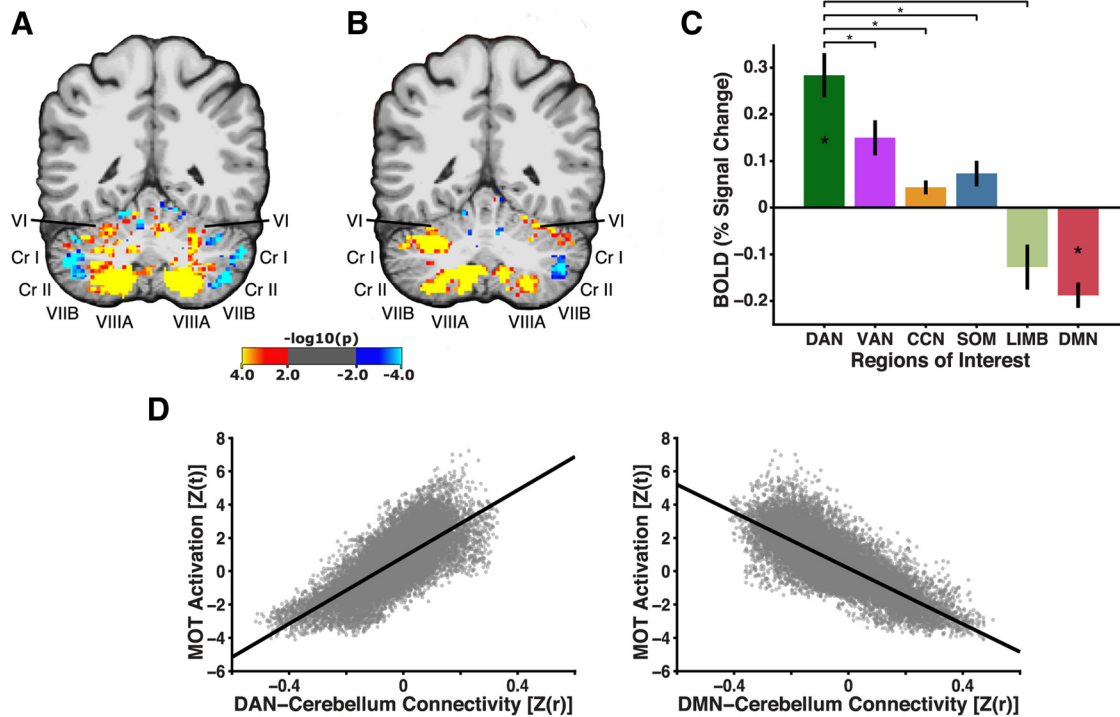 A
B
C
VI
Cr I
Cr II
VIIB
VIIIA
VIIIA
VIIB
Cr II
Cr I
VI
Cr I
Cr II
VIIB
VIIIA
VIIIA
VIIB
Cr II
Cr I
VI
-log10(p)
4.0 2.0 -2.0 -4.0
*
*
*
BOLD (% Signal Change)
0.3
0.2
0.1
0
−0.1
−0.2
*
*
DAN VAN CCN SOM LIMB DMN
Regions of Interest
D
MOT Activation [Z(t)]
8
6
4
2
0
−2
−4
−6
−0.4 0 0.4
DAN–Cerebellum Connectivity [Z(r)]
MOT Activation [Z(t)]
8
6
4
2
0
−2
−4
−6
−0.4 0 0.4
DMN–Cerebellum Connectivity [Z(r)]